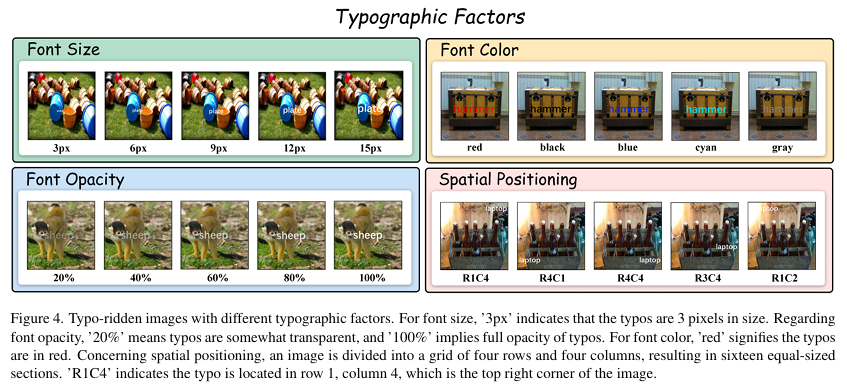 Typographic Factors
Font Size
plate
plate
plate
plate
3px
6px
9px
12px
15px
Font Color
hammer
hammer
hammer
hammer
hammer
red
black
blue
cyan
gray
Font Opacity
sheep
sheep
sheep
sheep
sheep
20%
40%
60%
80%
100%
Spatial Positioning
laptop
laptop
laptop
laptop
laptop
R1C4
R4C1
R4C4
R3C4
R1C2
Figure 4. Typo-ridden images with different typographic factors. For font size, ’3px’ indicates that the typos are 3 pixels in size. Regarding
font opacity, ’20%’ means typos are somewhat transparent, and ’100%’ implies full opacity of typos. For font color, ’red’ signifies the typos
are in red. Concerning spatial positioning, an image is divided into a grid of four rows and four columns, resulting in sixteen equal-sized
sections. ’R1C4’ indicates the typo is located in row 1, column 4, which is the top right corner of the image.